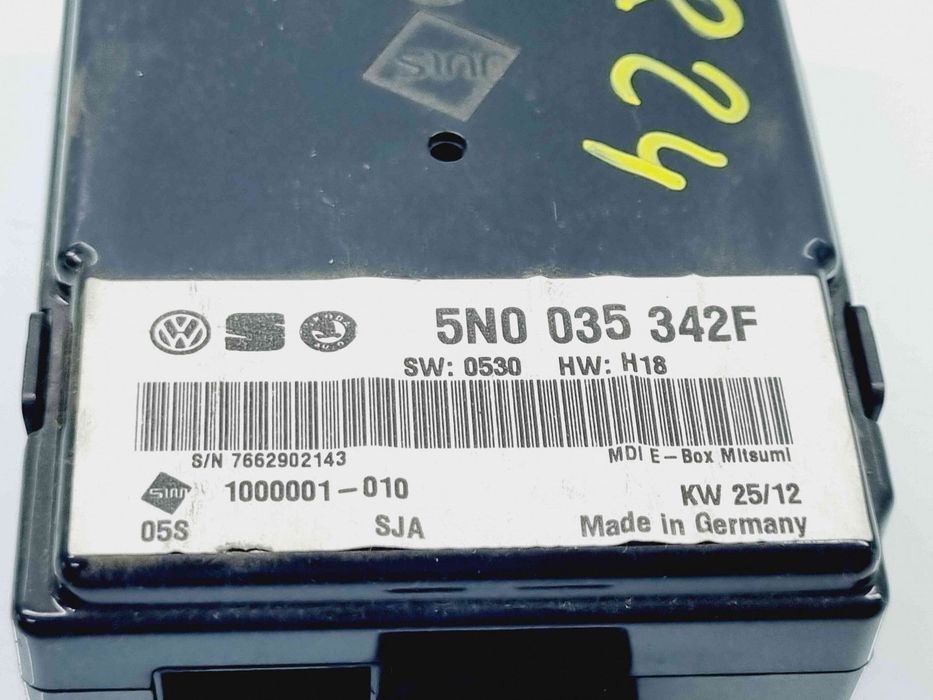 R24
5N0 035 342F
SW: 0530 HW: H18
S/N 7662902143
MDI E-Box Mitsumi
1000001-010
KW 25/12
05S
SJA
Made in Germany